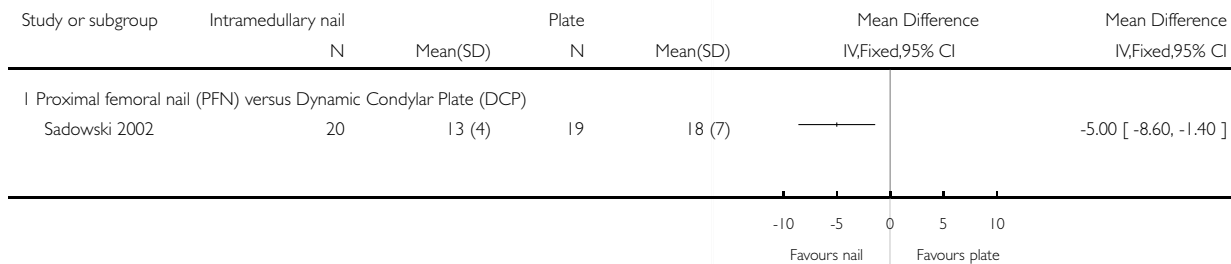 Study or subgroup Intramedullary nail Plate Mean Difference Mean Difference
N Mean(SD) N Mean(SD) IV,Fixed,95% CI IV,Fixed,95% CI
1 Proximal femoral nail (PFN) versus Dynamic Condylar Plate (DCP)
Sadowski 2002 20 13 (4) 19 18 (7) -5.00 [ -8.60, -1.40 ]
-10 -5 0 5 10
Favours nail Favours plate